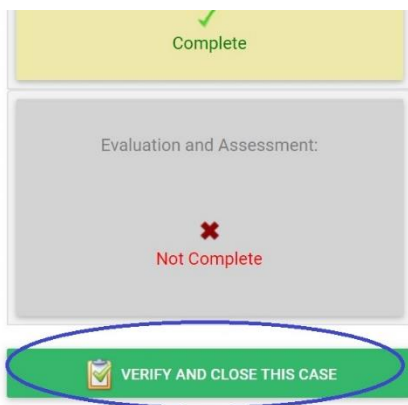 Complete
Evaluation and Assessment:
Not Complete
VERIFY AND CLOSE THIS CASE